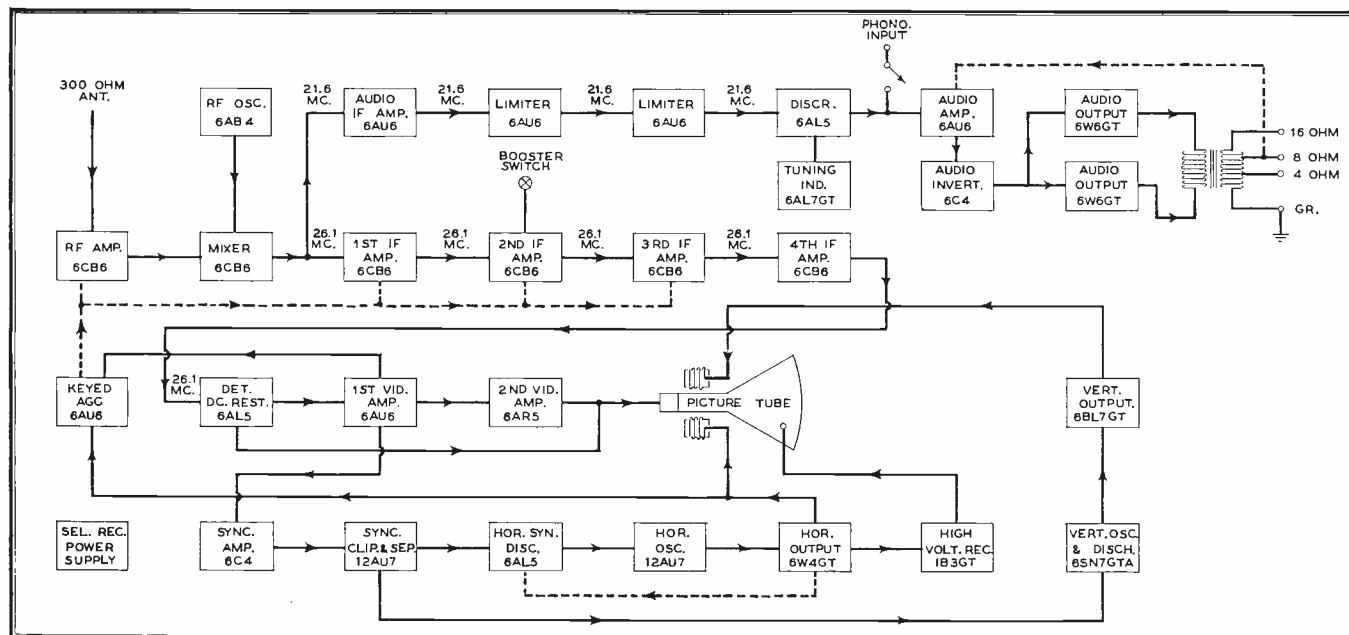 PHONO.
INPUT
300 OHM
ANT.
RF OSC.
6AB4
21.6
MC.
AUDIO
IF AMP.
6AU6
21.6
MC.
LIMITER
6AU6
21.6
MC.
LIMITER
6AU6
21.6
MC.
DISCR.
6AL5
AUDIO
AMP.
6AU6
AUDIO
OUTPUT
6W6GT
16 OHM
8 OHM
4 OHM
GR.
BOOSTER
SWITCH
TUNING
IND.
6AL7GT
AUDIO
INVERT.
6C4
AUDIO
OUTPUT
6W6GT
RF AMP.
6CB6
MIXER
6CB6
26.1
MC.
1ST IF
AMP.
6CB6
26.1
MC.
2ND IF
AMP.
6CB6
26.1
MC.
3RD IF
AMP.
6CB6
26.1
MC.
4TH IF
AMP.
6CB6
KEYED
AGC
6AU6
26.1
MC.
DET.
DC. REST.
6AL5
1ST VID.
AMP.
6AU6
2ND VID.
AMP.
6AR5
PICTURE TUBE
VERT.
OUTPUT.
6BL7GT
SEL. REC.
POWER
SUPPLY
SYNC.
AMP.
6C4
SYNC.
CLIP. & SEP.
12AU7
HOR. SYN.
DISC.
6AL5
HOR.
OSC.
12AU7
HOR.
OUTPUT
6W4GT
HIGH
VOLT. REC.
1B3GT
VERT. OSC.
& DISCH.
6SN7GTA